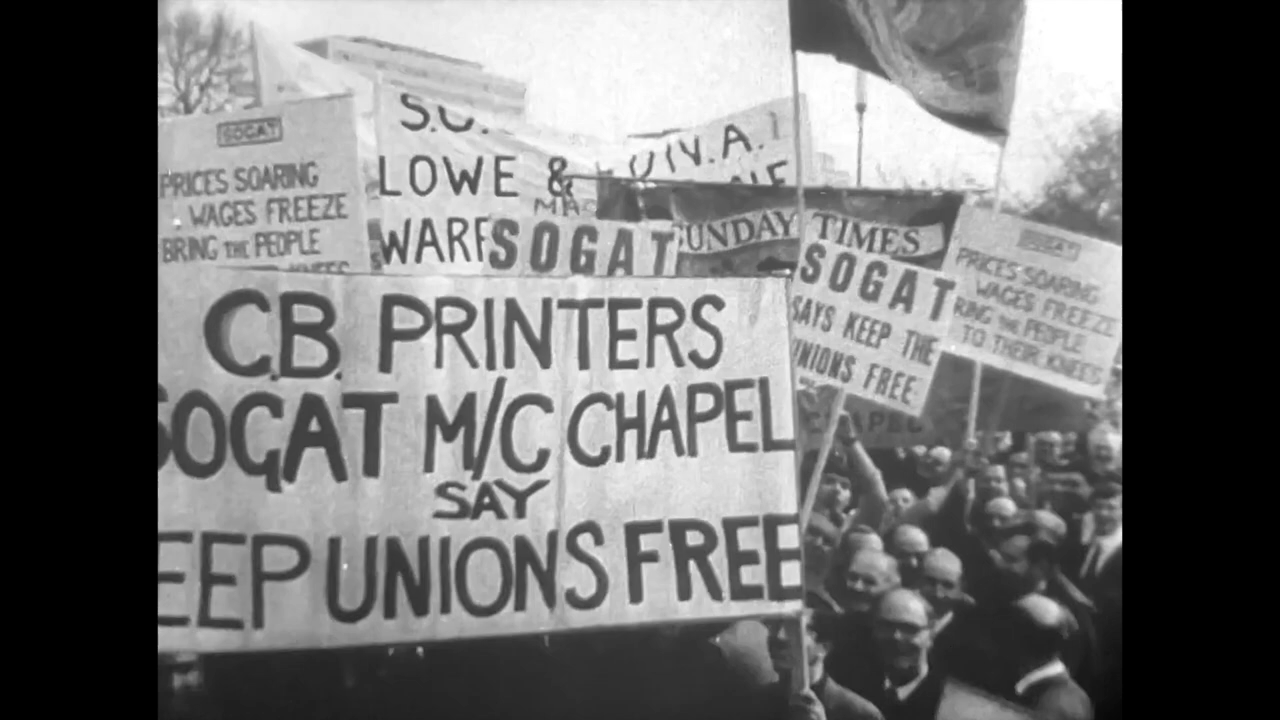 SOGAT
PRICES SOARING
WAGES FREEZE
BRING THE PEOPLE
KNEES
S.U.
LOWE &
WARF
SOGAT
U.N.A.
SUNDAY TIMES
SOGAT
SAYS KEEP THE
UNIONS FREE
SOGAT
PRICES SOARING
WAGES FREEZE
RING THE PEOPLE
TO THEIR KNEES
C.B. PRINTERS
SOGAT M/C CHAPEL
SAY
EEP UNIONS FREE